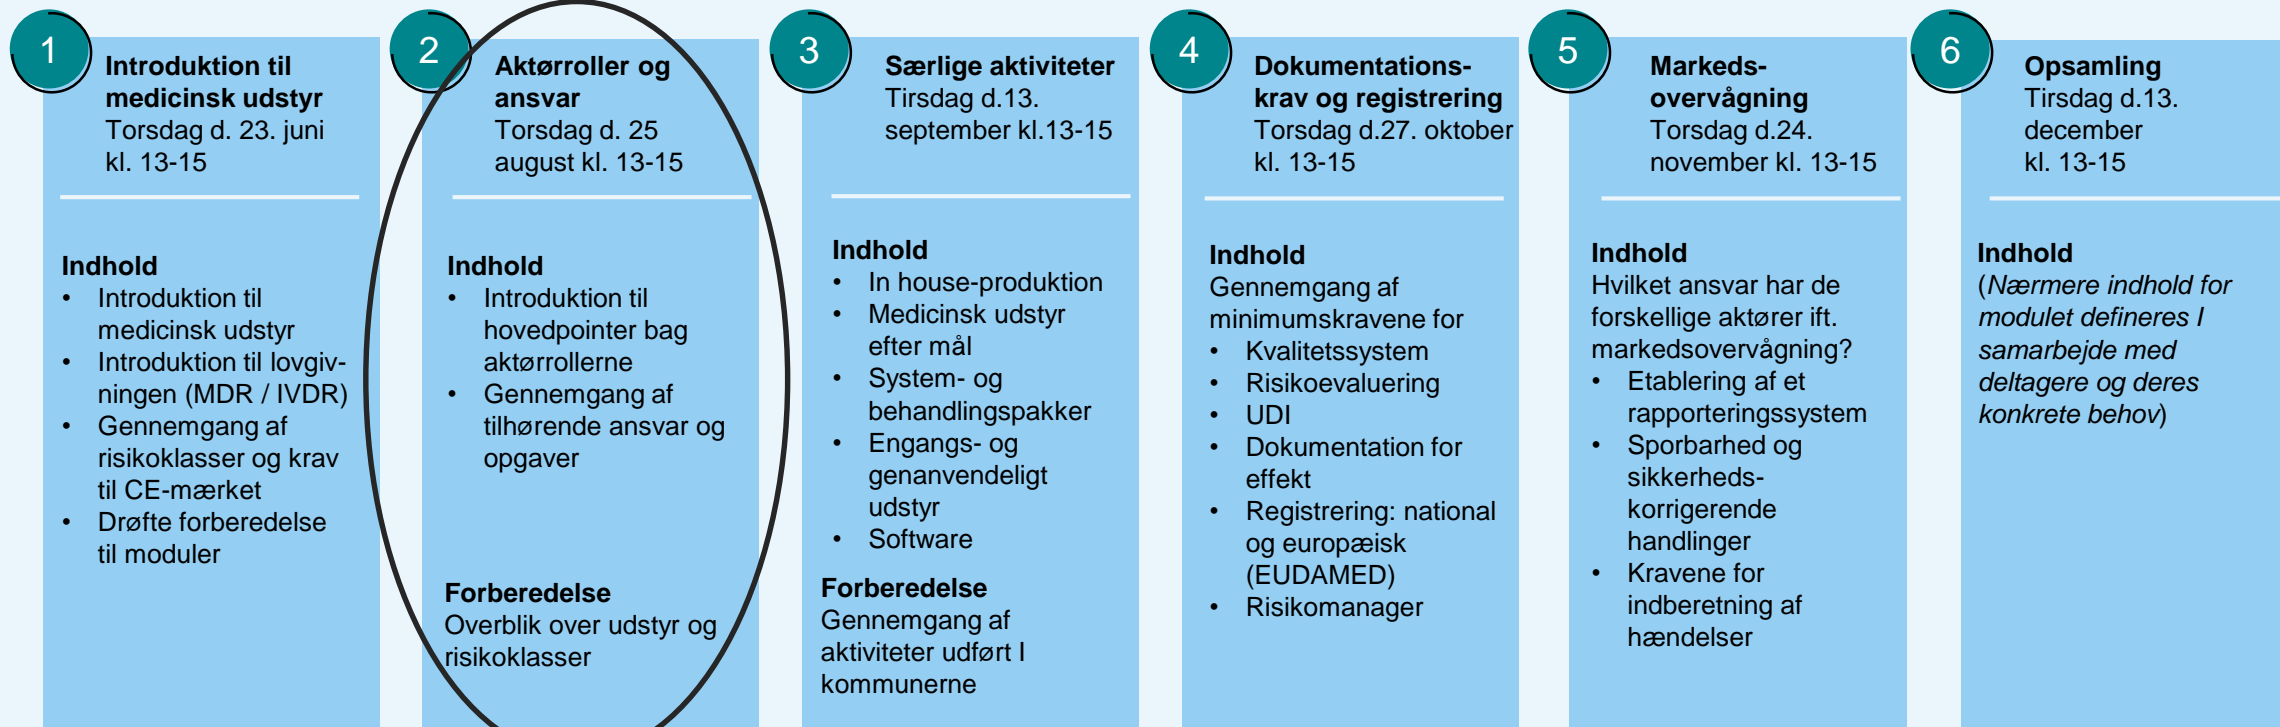 1
Introduktion til
medicinsk udstyr
Torsdag d. 23. juni
kl. 13-15
Indhold
• Introduktion til
medicinsk udstyr
• Introduktion til lovgiv-
ningen (MDR / IVDR)
• Gennemgang af
risikoklasser og krav
til CE-mærket
• Drøfte forberedelse
til moduler
2
Aktørroller og
ansvar
Torsdag d. 25
august kl. 13-15
Indhold
• Introduktion til
hovedpointer bag
aktørrollerne
• Gennemgang af
tilhørende ansvar og
opgaver
Forberedelse
Overblik over udstyr og
risikoklasser
3
Særlige aktiviteter
Tirsdag d.13.
september kl.13-15
Indhold
• In house-produktion
• Medicinsk udstyr
efter mål
• System- og
behandlingspakker
• Engangs- og
genanvendeligt
udstyr
• Software
Forberedelse
Gennemgang af
aktiviteter udført I
kommunerne
4
Dokumentations-
krav og registrering
Torsdag d.27. oktober
kl. 13-15
Indhold
Gennemgang af
minimumskravene for
• Kvalitetssystem
• Risikoevaluering
• UDI
• Dokumentation for
effekt
• Registrering: national
og europæisk
(EUDAMED)
• Risikomanager
5
Markeds-
overvågning
Torsdag d.24.
november kl. 13-15
Indhold
Hvilket ansvar har de
forskellige aktører ift.
markedsovervågning?
• Etablering af et
rapporteringssystem
• Sporbarhed og
sikkerheds-
korrigerende
handlinger
• Kravene for
indberetning af
hændelser
6
Opsamling
Tirsdag d.13.
december
kl. 13-15
Indhold
(Nærmere indhold for
modulet defineres I
samarbejde med
deltagere og deres
konkrete behov)